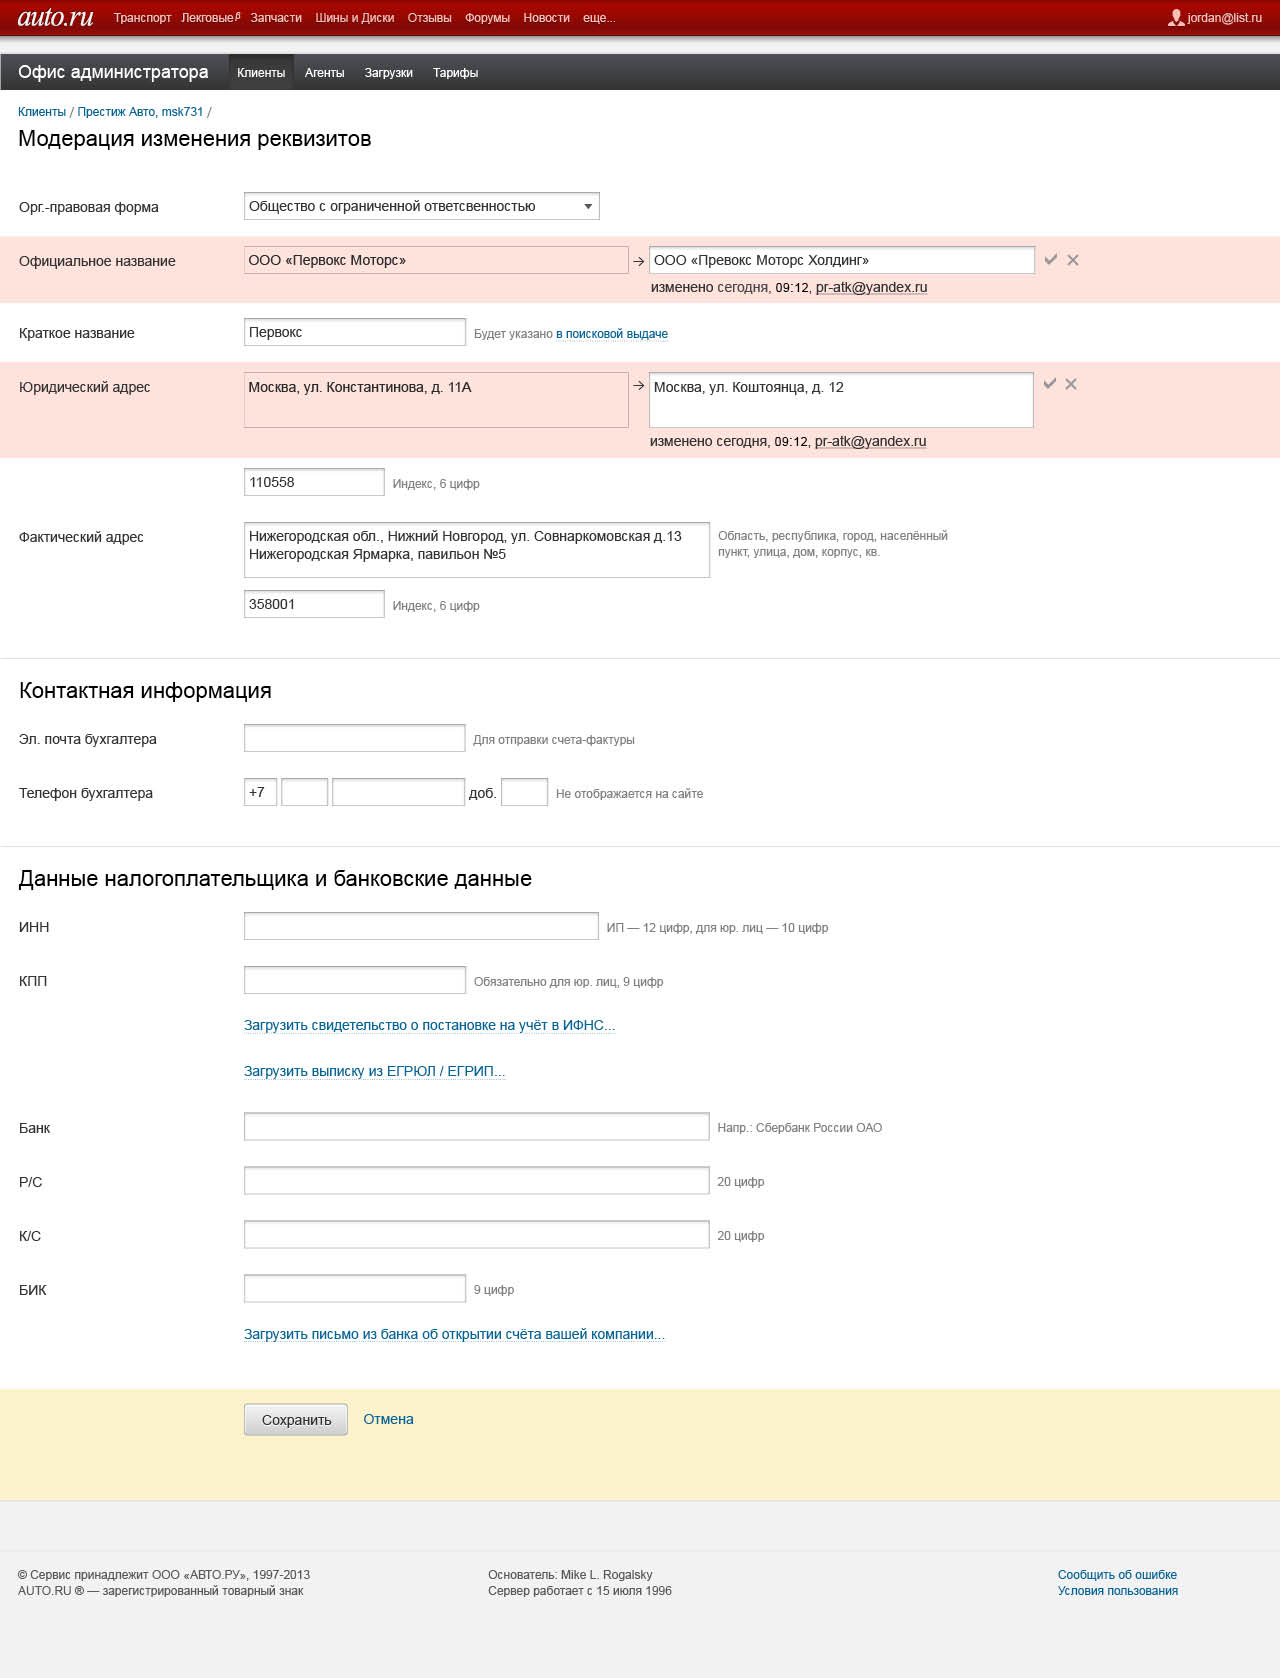 auto.ru Транспорт Лекговые β Запчасти Шины и Диски Отзывы Форумы Новости еще... jordan@list.ru
Офис администратора Клиенты Агенты Загрузки Тарифы
Клиенты / Престиж Авто, msk731 /
Модерация изменения реквизитов
Орг.-правовая форма Общество с ограниченной ответсвенностью
Официальное название ООО «Первокс Моторс» → ООО «Превокс Моторс Холдинг»
изменено сегодня, 09:12, pr-atk@yandex.ru
Краткое название Первокс Будет указано в поисковой выдаче
Юридический адрес Москва, ул. Константинова, д. 11А → Москва, ул. Коштоянца, д. 12
изменено сегодня, 09:12, pr-atk@yandex.ru
110558 Индекс, 6 цифр
Фактический адрес Нижегородская обл., Нижний Новгород, ул. Совнаркомовская д.13 Область, республика, город, населённый
Нижегородская Ярмарка, павильон №5 пункт, улица, дом, корпус, кв.
358001 Индекс, 6 цифр
Контактная информация
Эл. почта бухгалтера Для отправки счета-фактуры
Телефон бухгалтера +7 доб. Не отображается на сайте
Данные налогоплательщика и банковские данные
ИНН ИП — 12 цифр, для юр. лиц — 10 цифр
КПП Обязательно для юр. лиц, 9 цифр
Загрузить свидетельство о постановке на учёт в ИФНС...
Загрузить выписку из ЕГРЮЛ / ЕГРИП...
Банк Напр.: Сбербанк России ОАО
Р/С 20 цифр
К/С 20 цифр
БИК 9 цифр
Загрузить письмо из банка об открытии счёта вашей компании...
Сохранить Отмена
© Сервис принадлежит ООО «АВТО.РУ», 1997-2013 Основатель: Mike L. Rogalsky Сообщить об ошибке
AUTO.RU ® — зарегистрированный товарный знак Сервер работает с 15 июля 1996 Условия пользования